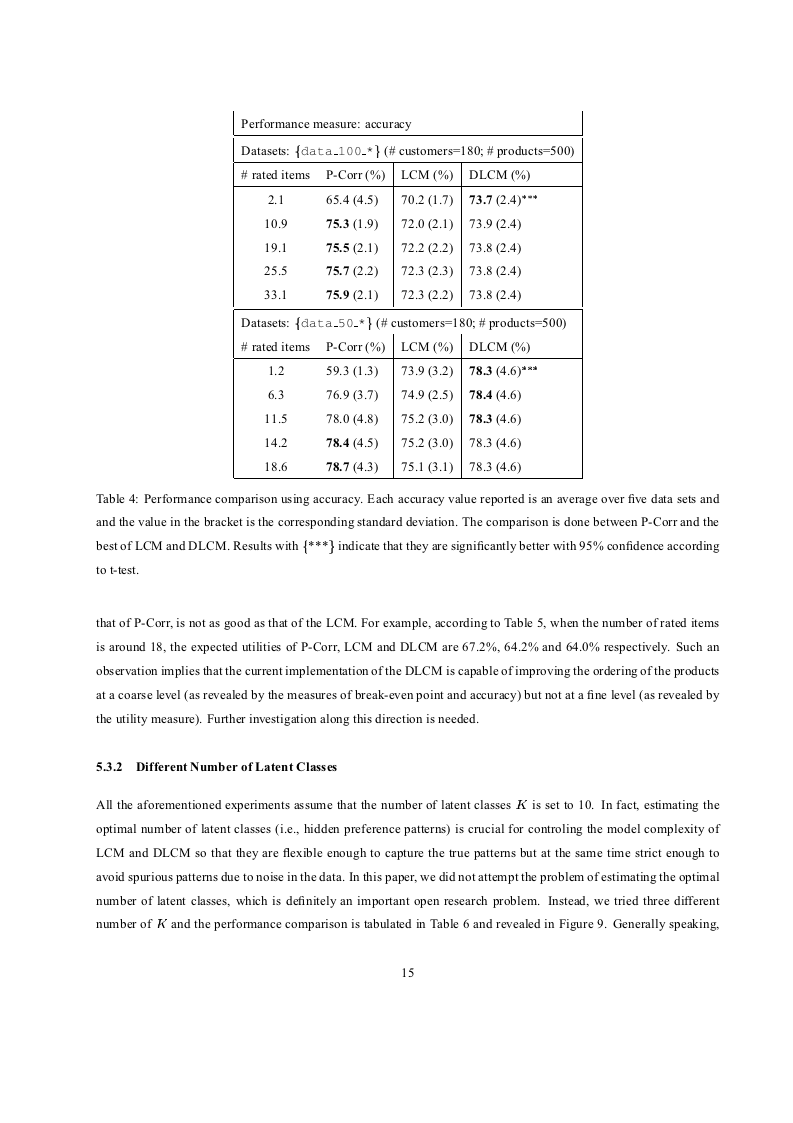 Performance measure: accuracy
Datasets: {data_100_*} (# customers=180; # products=500)
# rated items P-Corr (%) LCM (%) DLCM (%)
2.1 65.4 (4.5) 70.2 (1.7) 73.7 (2.4)***
10.9 75.3 (1.9) 72.0 (2.1) 73.9 (2.4)
19.1 75.5 (2.1) 72.2 (2.2) 73.8 (2.4)
25.5 75.7 (2.2) 72.3 (2.3) 73.8 (2.4)
33.1 75.9 (2.1) 72.3 (2.2) 73.8 (2.4)
Datasets: {data_50_*} (# customers=180; # products=500)
# rated items P-Corr (%) LCM (%) DLCM (%)
1.2 59.3 (1.3) 73.9 (3.2) 78.3 (4.6)***
6.3 76.9 (3.7) 74.9 (2.5) 78.4 (4.6)
11.5 78.0 (4.8) 75.2 (3.0) 78.3 (4.6)
14.2 78.4 (4.5) 75.2 (3.0) 78.3 (4.6)
18.6 78.7 (4.3) 75.1 (3.1) 78.3 (4.6)
Table 4: Performance comparison using accuracy. Each accuracy value reported is an average over five data sets and
and the value in the bracket is the corresponding standard deviation. The comparison is done between P-Corr and the
best of LCM and DLCM. Results with {***} indicate that they are significantly better with 95% confidence according
to t-test.
that of P-Corr, is not as good as that of the LCM. For example, according to Table 5, when the number of rated items
is around 18, the expected utilities of P-Corr, LCM and DLCM are 67.2%, 64.2% and 64.0% respectively. Such an
observation implies that the current implementation of the DLCM is capable of improving the ordering of the products
at a coarse level (as revealed by the measures of break-even point and accuracy) but not at a fine level (as revealed by
the utility measure). Further investigation along this direction is needed.
5.3.2 Different Number of Latent Classes
All the aforementioned experiments assume that the number of latent classes K is set to 10. In fact, estimating the
optimal number of latent classes (i.e., hidden preference patterns) is crucial for controling the model complexity of
LCM and DLCM so that they are flexible enough to capture the true patterns but at the same time strict enough to
avoid spurious patterns due to noise in the data. In this paper, we did not attempt the problem of estimating the optimal
number of latent classes, which is definitely an important open research problem. Instead, we tried three different
number of K and the performance comparison is tabulated in Table 6 and revealed in Figure 9. Generally speaking,
15